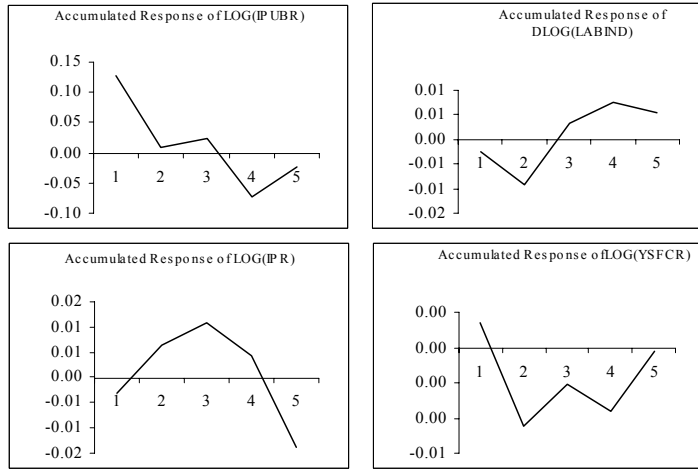 Accumulated Response of LOG(IPUBR)
0.15
0.10
0.05
0.00
-0.05
-0.10
1 2 3 4 5
Accumulated Response of
DLOG(LABIND)
0.01
0.01
0.00
-0.01
-0.01
-0.02
1 2 3 4 5
Accumulated Response of LOG(IPR)
0.02
0.01
0.01
0.00
-0.01
-0.01
-0.02
1 2 3 4 5
Accumulated Response ofLOG(YSFCR)
0.00
0.00
0.00
0.00
-0.01
1 2 3 4 5